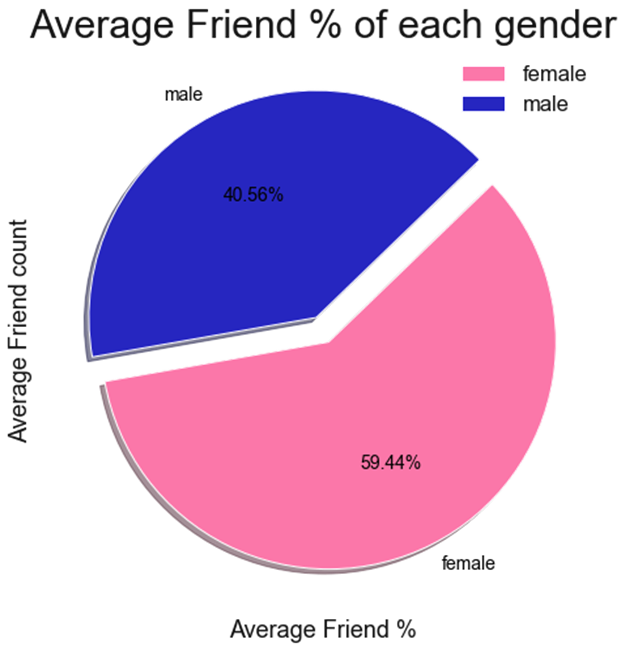 Average Friend % of each gender
female
male
male
40.56%
Average Friend count
59.44%
female
Average Friend %